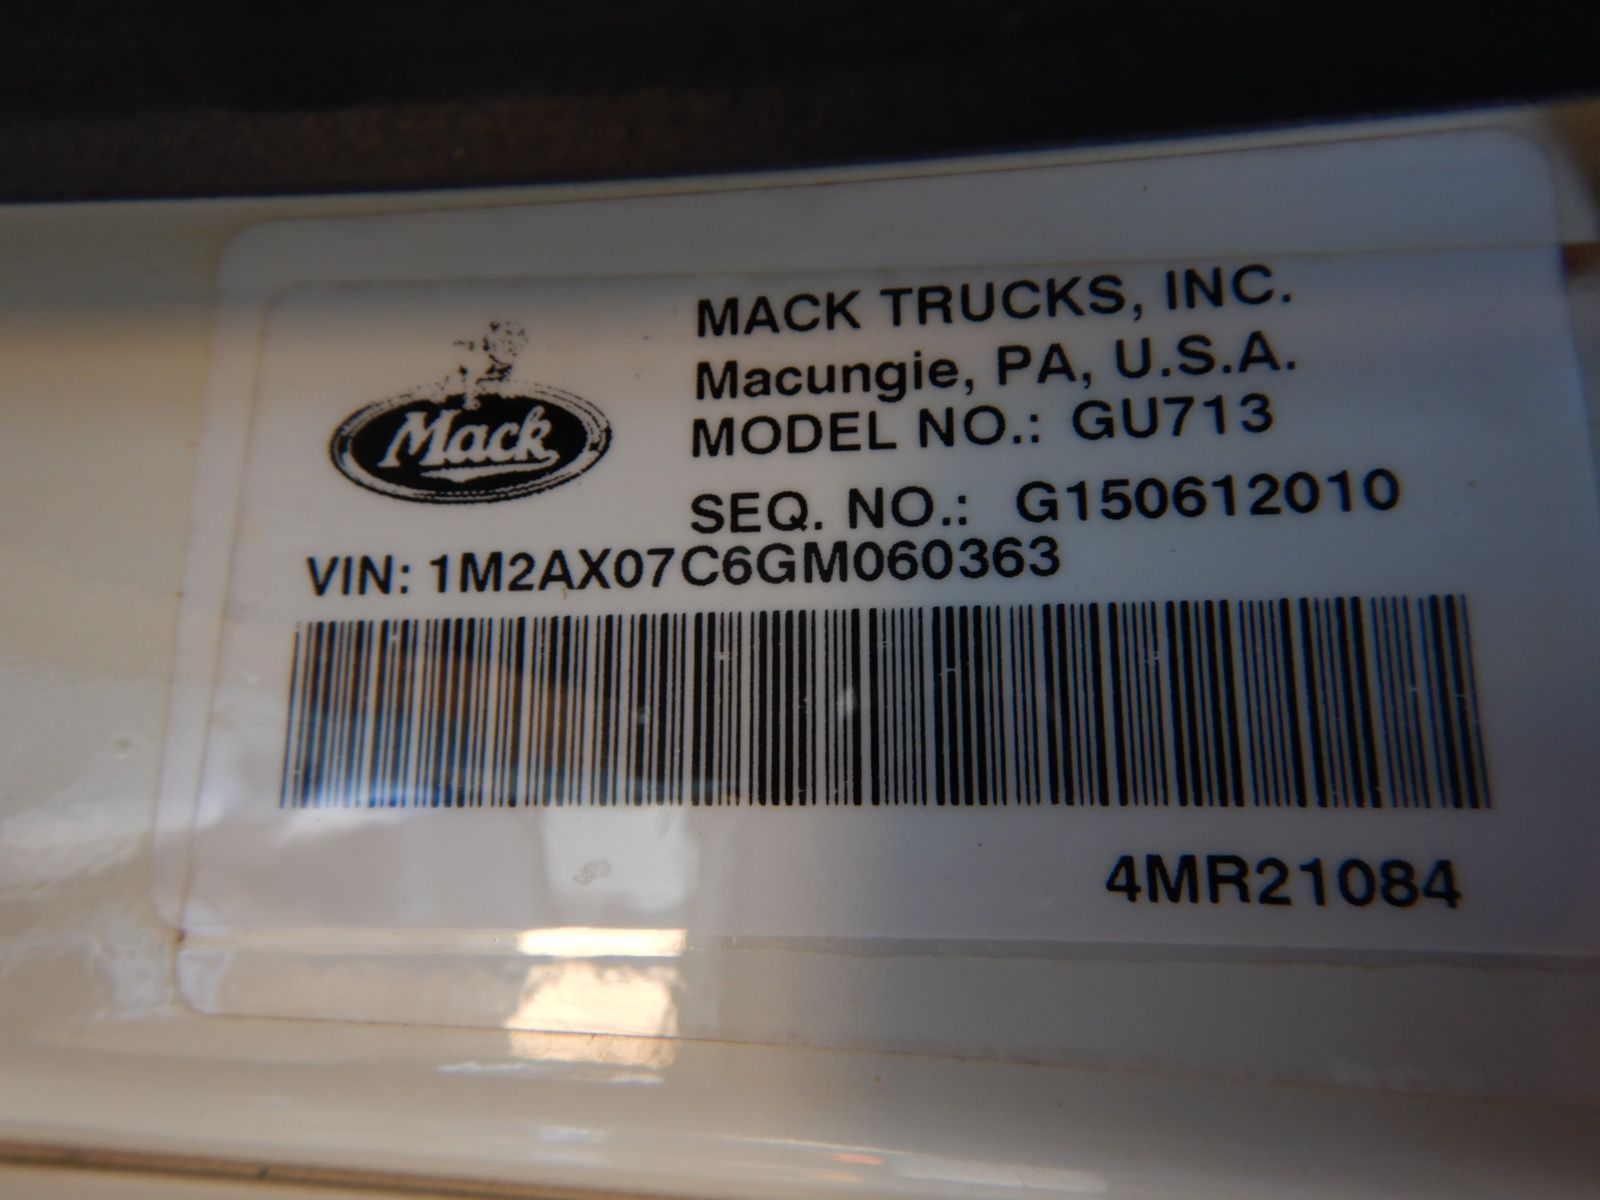 MACK TRUCKS, INC.
Macungie, PA, U.S.A.
Mack
MODEL NO.: GU713
SEQ. NO.: G150612010
VIN: 1M2AX07C6GM060363
4MR21084